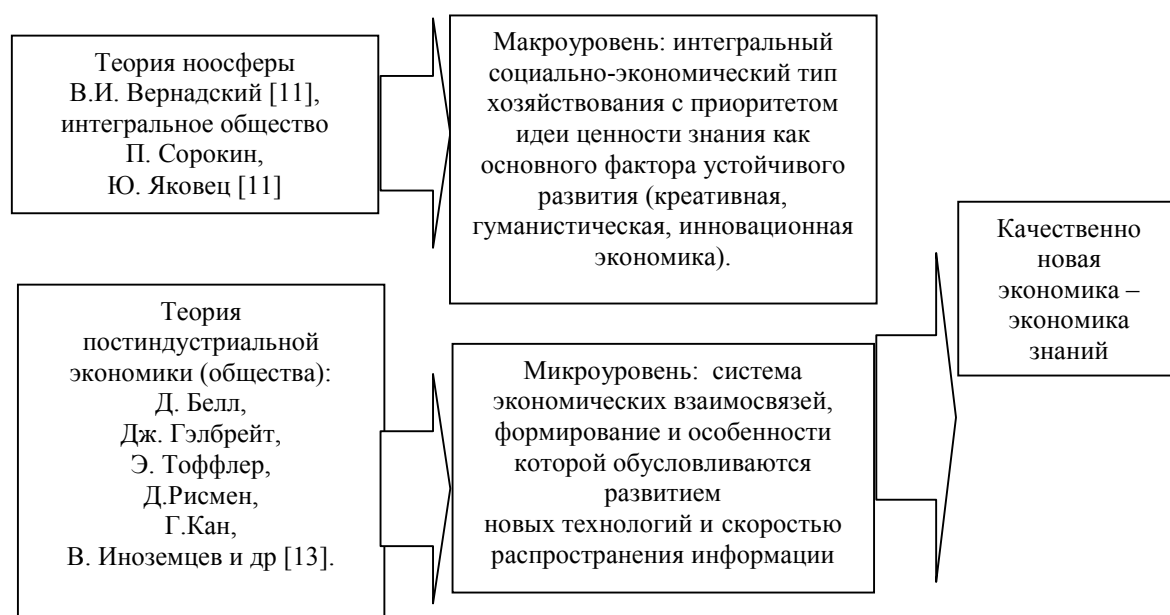 Теория ноосферы
В.И. Вернадский [11],
интегральное общество
П. Сорокин,
Ю. Яковец [11]
Макроуровень: интегральный
социально-экономический тип
хозяйствования с приоритетом
идеи ценности знания как
основного фактора устойчивого
развития (креативная,
гуманистическая, инновационная
экономика).
Теория
постиндустриальной
экономики (общества):
Д. Белл,
Дж. Гэлбрейт,
Э. Тоффлер,
Д.Рисмен,
Г.Кан,
В. Иноземцев и др [13].
Микроуровень:  система
экономических взаимосвязей,
формирование и особенности
которой обусловливаются
развитием
новых технологий и скоростью
распространения информации
Качественно
новая
экономика –
экономика
знаний